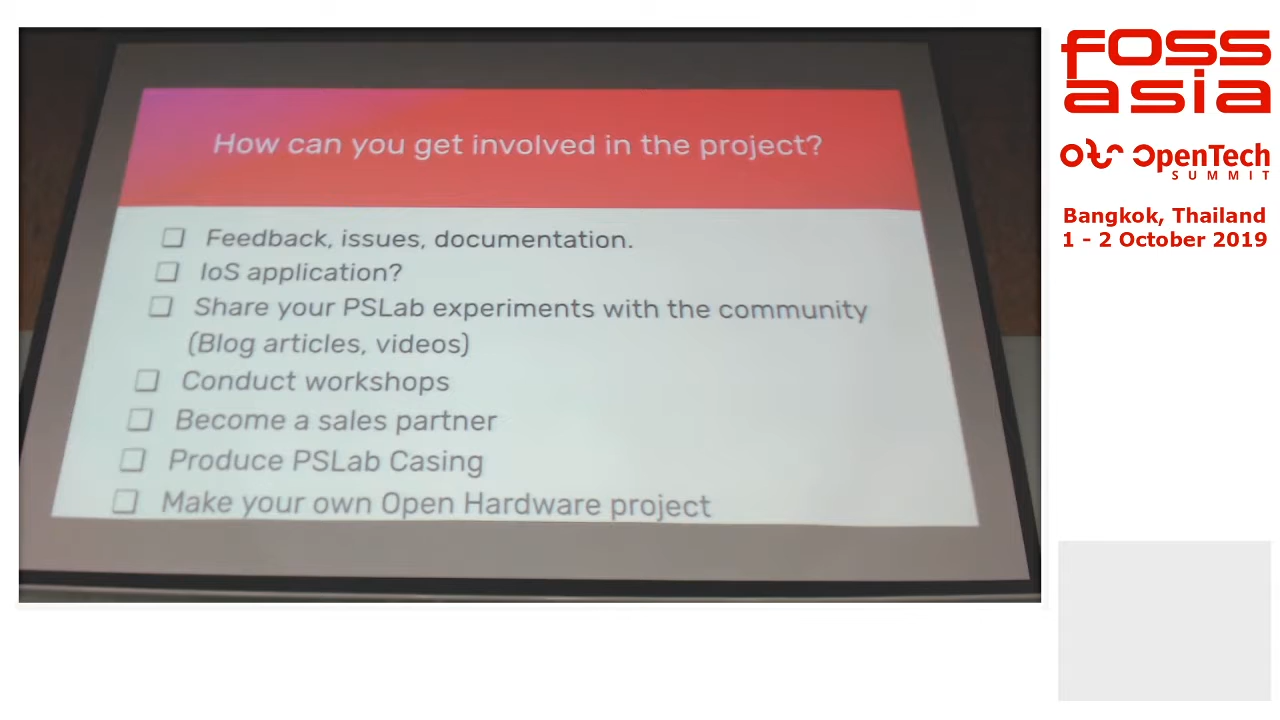 How can you get involved in the project?
❏ Feedback, issues, documentation.
❏ IoS application?
❏ Share your PSLab experiments with the community
(Blog articles, videos)
❏ Conduct workshops
❏ Become a sales partner
❏ Produce PSLab Casing
❏ Make your own Open Hardware project
FOSS
asia
OpenTech
SUMMIT
Bangkok, Thailand
1 - 2 October 2019